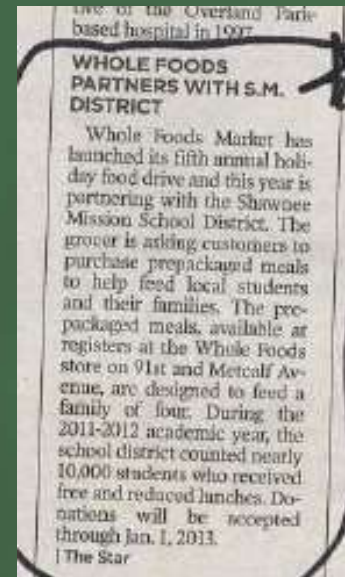 tive of the Overland Park-
based hospital in 1997.
WHOLE FOODS
PARTNERS WITH S.M.
DISTRICT
Whole Foods Market has
launched its fifth annual holi-
day food drive and this year is
partnering with the Shawnee
Mission School District. The
grocer is asking customers to
purchase prepackaged meals
to help feed local students
and their families. The pre-
packaged meals, available at
registers at the Whole Foods
store on 91st and Metcalf Av-
enue, are designed to feed a
family of four. During the
2011-2012 academic year, the
school district counted nearly
10,000 students who received
free and reduced lunches. Do-
nations will be accepted
through Jan. 1, 2013.
| The Star